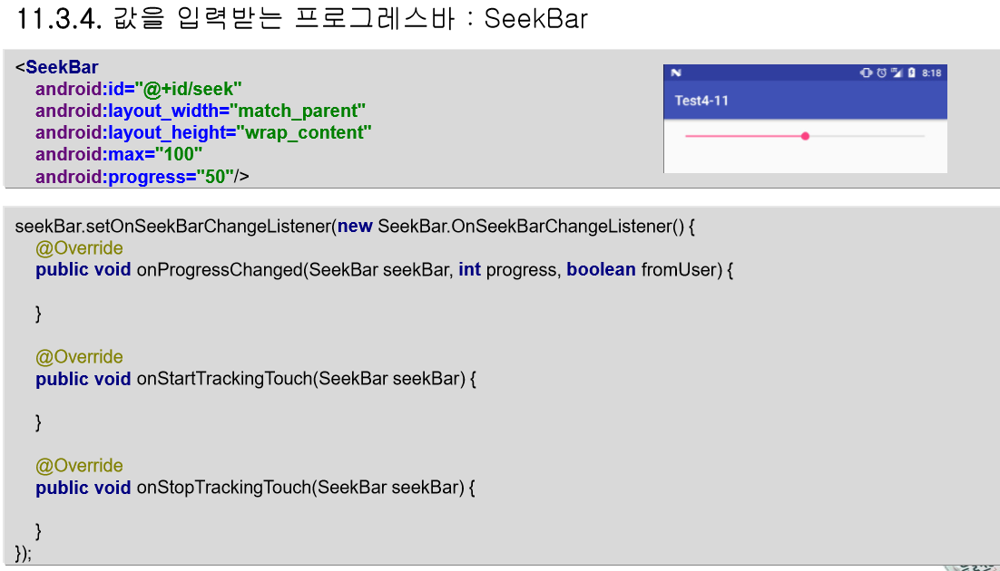 11.3.4. 값을 입력받는 프로그레스바 : SeekBar
<SeekBar
android:id="@+id/seek"
android:layout_width="match_parent"
android:layout_height="wrap_content"
android:max="100"
android:progress="50"/>
8:18
Test4-11
seekBar.setOnSeekBarChangeListener(new SeekBar.OnSeekBarChangeListener() {
@Override
public void onProgressChanged(SeekBar seekBar, int progress, boolean fromUser) {
}
@Override
public void onStartTrackingTouch(SeekBar seekBar) {
}
@Override
public void onStopTrackingTouch(SeekBar seekBar) {
}
});